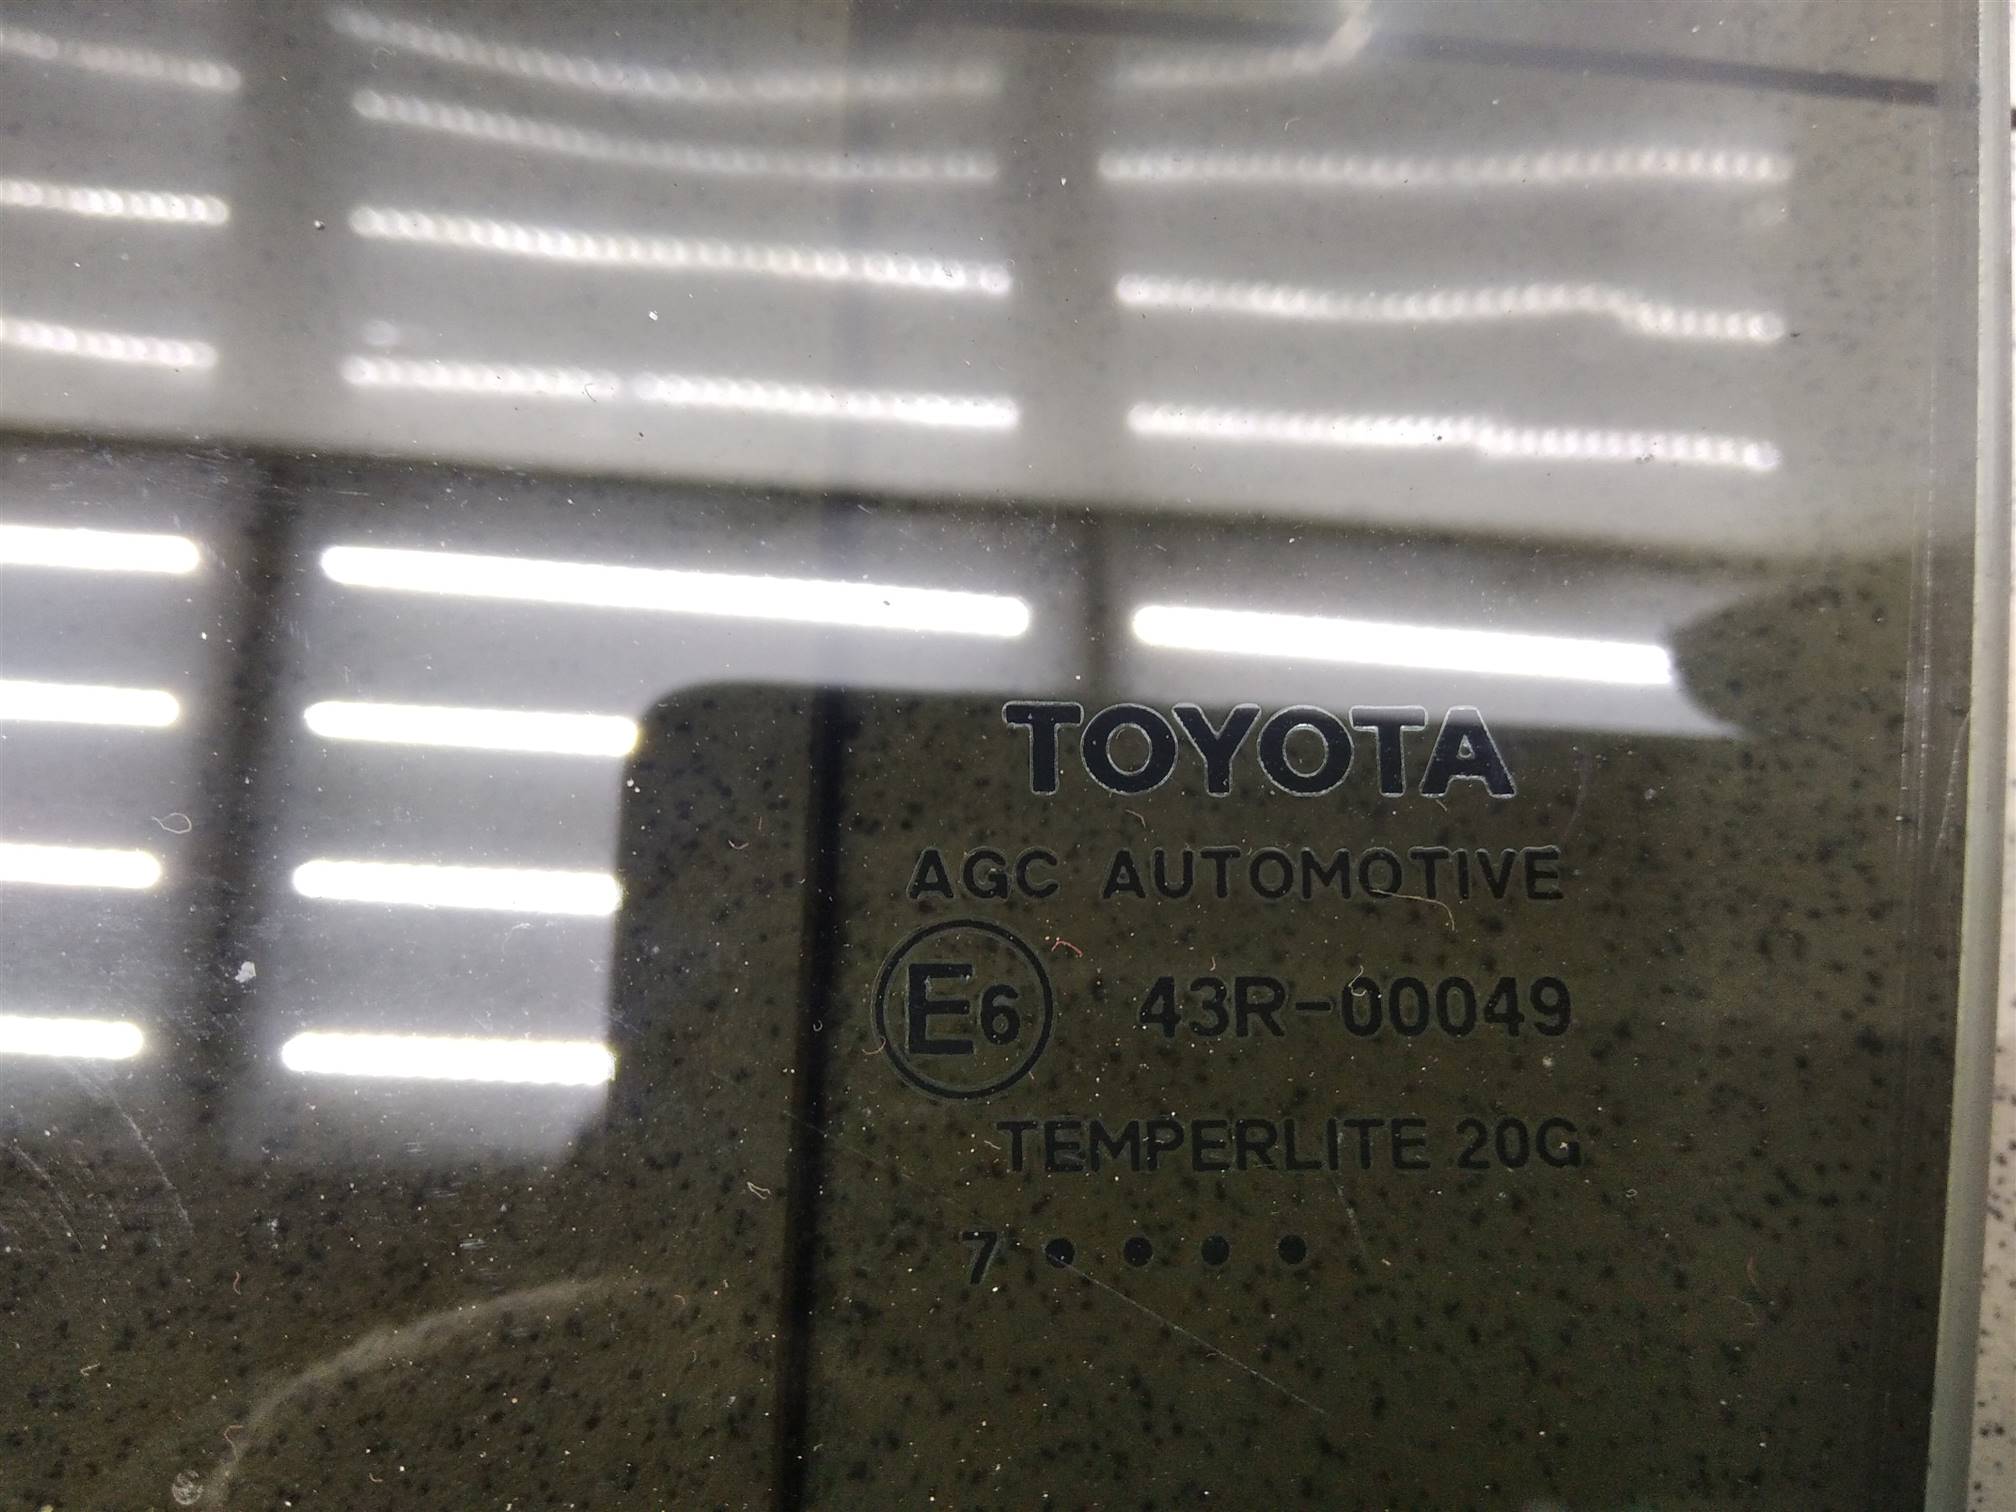 TOYOTA
AGC AUTOMOTIVE
E6 43R-00049
TEMPERLITE 20G
7 • • • •